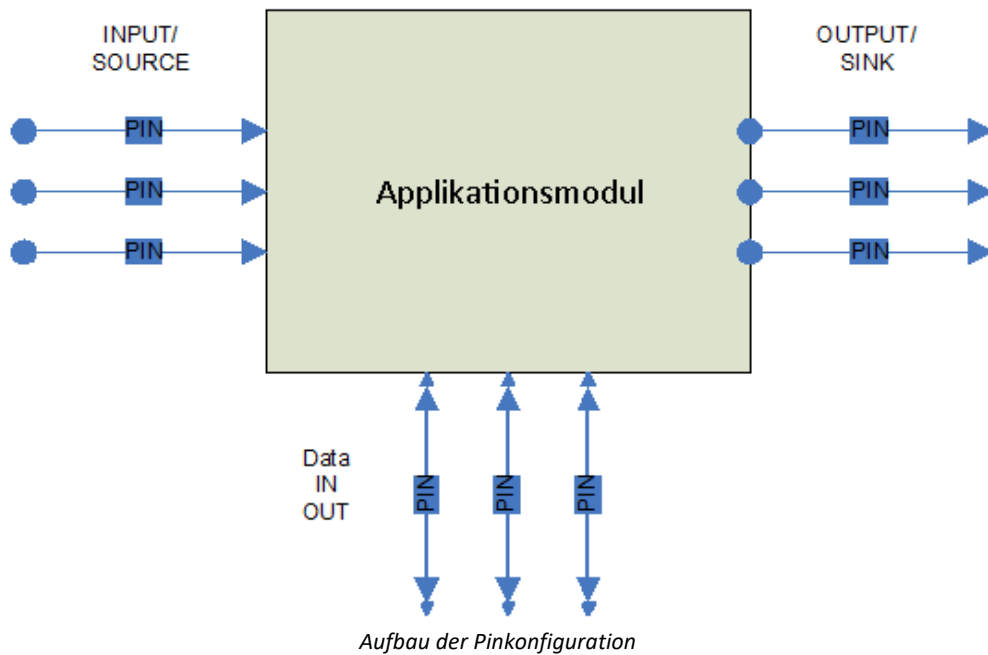 INPUT/
SOURCE
OUTPUT/
SINK
PIN
PIN
PIN
Applikationsmodul
PIN
PIN
PIN
Data
IN
OUT
PIN
PIN
PIN
Aufbau der Pinkonfiguration